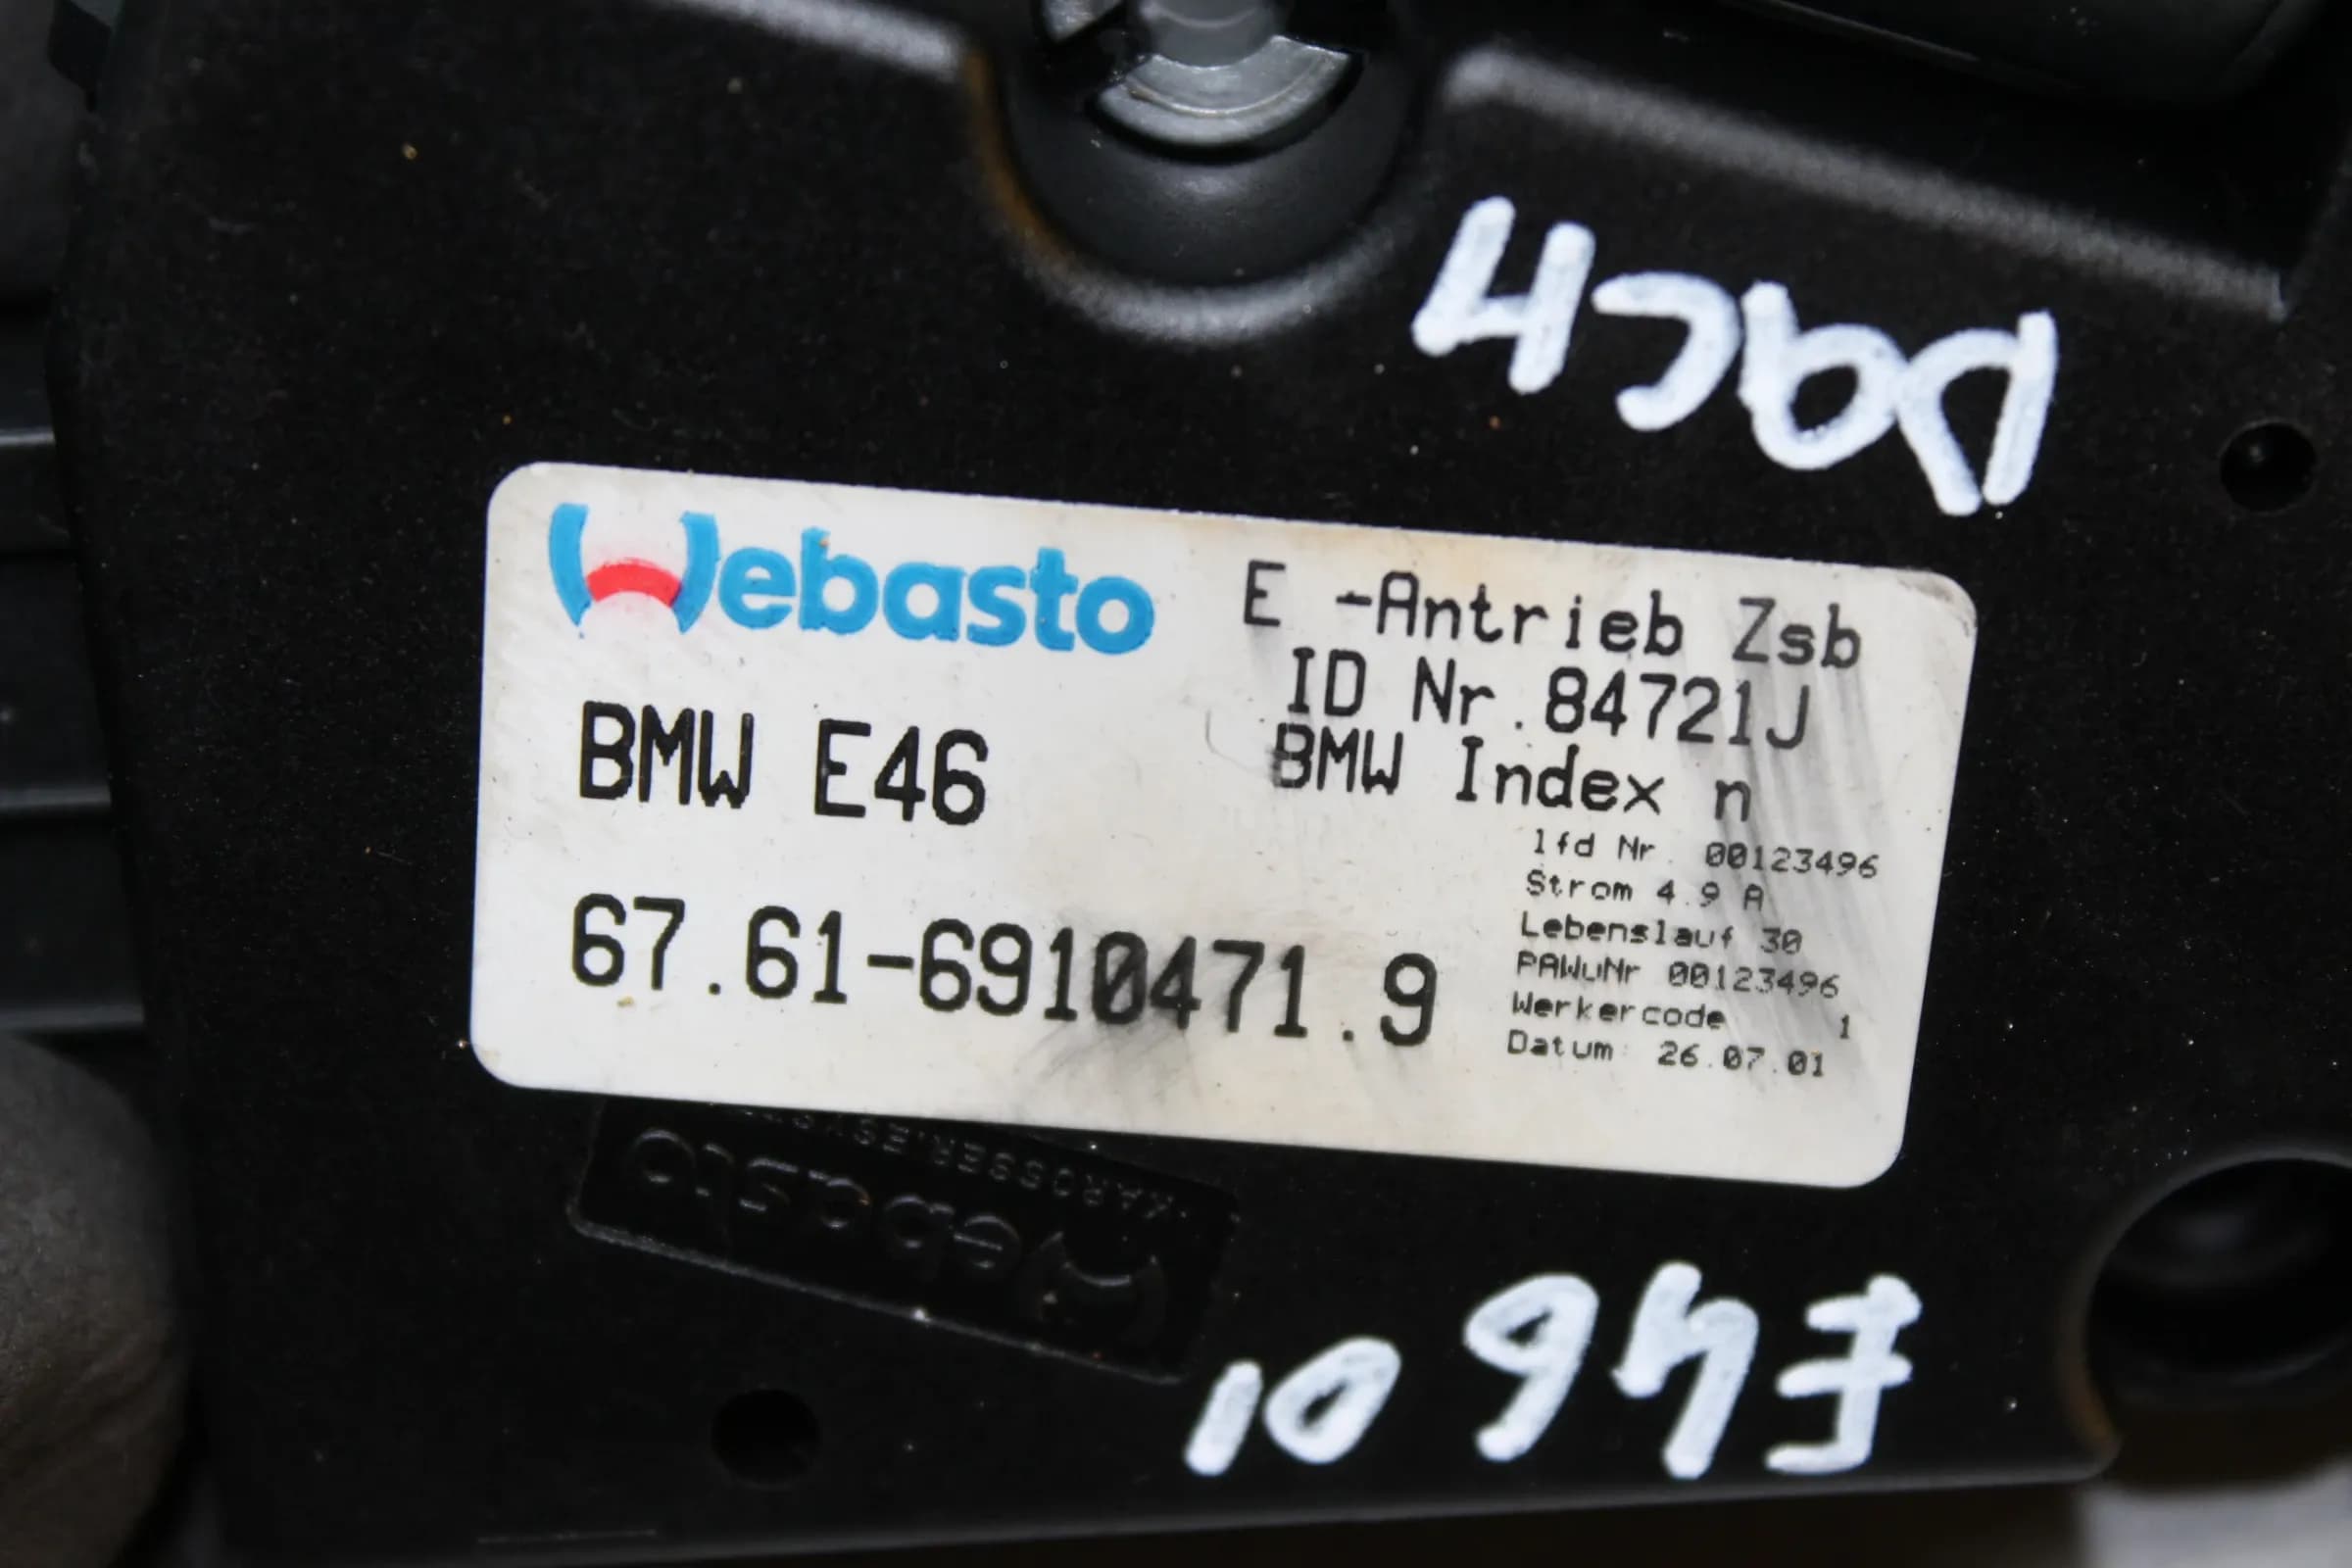 Dach
Webasto
E -Antrieb Zsb
ID Nr.84721J
BMW Index n
BMW E46
67.61-6910471.9
lfd Nr. 00123496
Strom 4.9 A
Lebenslauf 30
PAWuNr 00123496
Werkercode 1
Datum: 26.07.01
Webasto
E46 01